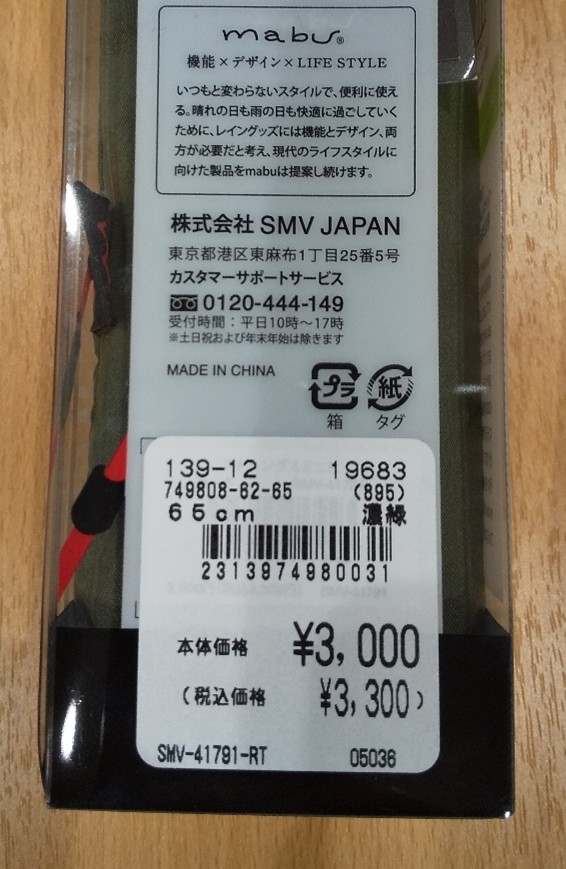 mabu®
機能×デザイン×LIFE STYLE
いつもと変わらないスタイルで、便利に使え
る。晴れの日も雨の日も快適に過ごしていく
ために、レイングッズには機能とデザイン、両
方が必要だと考え、現代のライフスタイルに
向けた製品をmabuは提案し続けます。
株式会社 SMV JAPAN
東京都港区東麻布1丁目25番5号
カスタマーサポートサービス
0120-444-149
受付時間：平日10時〜17時
※土日祝および年末年始は除きます
MADE IN CHINA
プラ 紙
箱 タグ
139-12 19683
749808-62-65 (895)
65cm 濃緑
2313974980031
本体価格 ¥3,000
(税込価格 ¥3,300)
SMV-41791-RT 05036